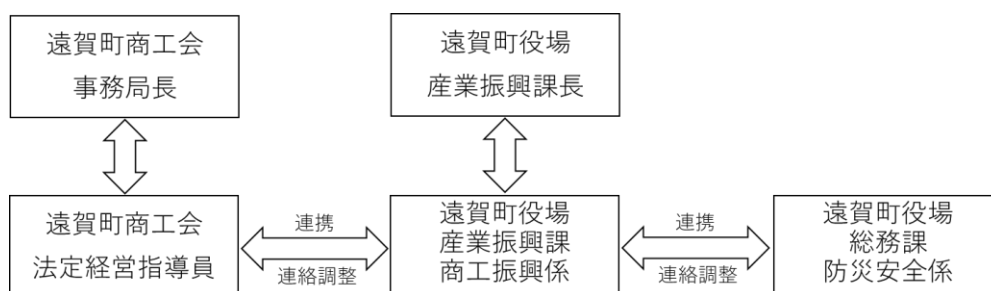 遠賀町商工会
事務局長
遠賀町役場
産業振興課長
遠賀町商工会
法定経営指導員
連携
連絡調整
遠賀町役場
産業振興課
商工振興係
連携
連絡調整
遠賀町役場
総務課
防災安全係